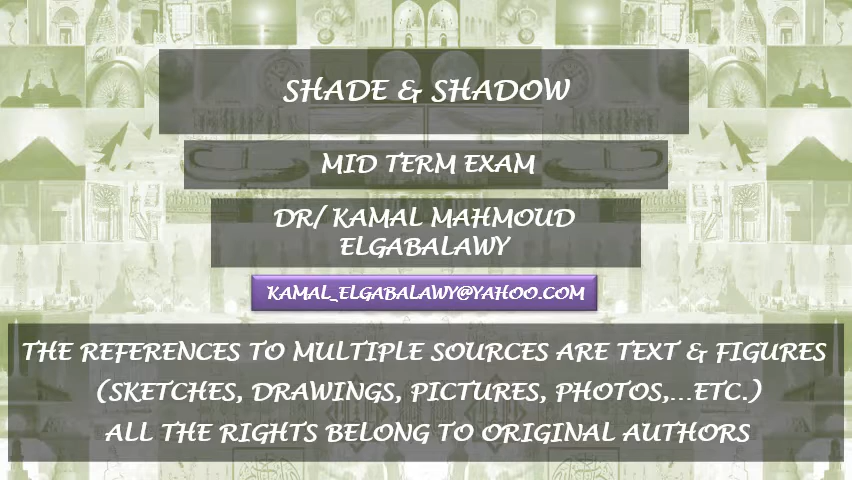 SHADE & SHADOW
MID TERM EXAM
DR/ KAMAL MAHMOUD
ELGABALAWY
KAMAL_ELGABALAWY@YAHOO.COM
THE REFERENCES TO MULTIPLE SOURCES ARE TEXT & FIGURES
(SKETCHES, DRAWINGS, PICTURES, PHOTOS,...ETC.)
ALL THE RIGHTS BELONG TO ORIGINAL AUTHORS